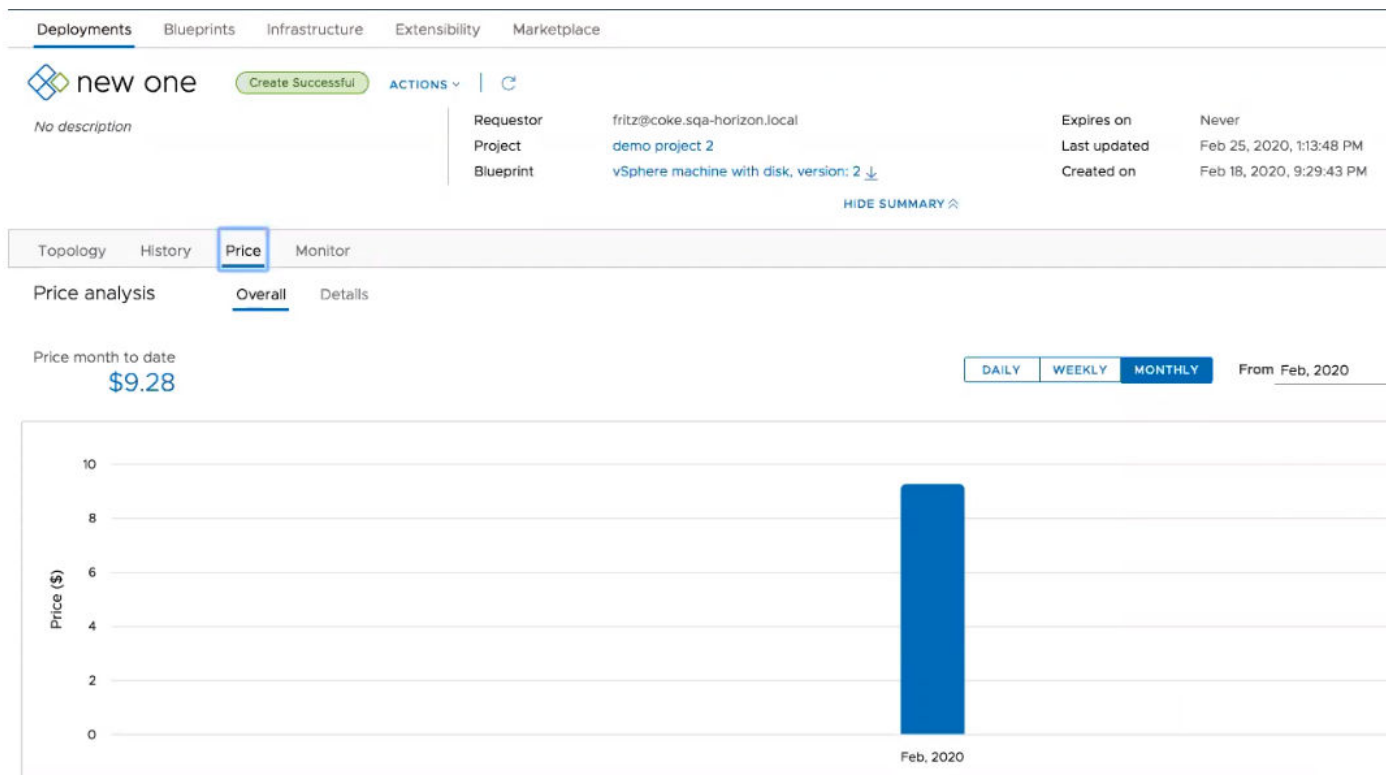 Deployments Blueprints Infrastructure Extensibility Marketplace
new one Create Successful ACTIONS
No description
Requestor fritz@coke.sqa-horizon.local Expires on Never
Project demo project 2 Last updated Feb 25, 2020, 1:13:48 PM
Blueprint vSphere machine with disk, version: 2 Created on Feb 18, 2020, 9:29:43 PM
HIDE SUMMARY
Topology History Price Monitor
Price analysis Overall Details
Price month to date
$9.28
DAILY WEEKLY MONTHLY From Feb, 2020
10
8
6
4
2
0
Price ($)
Feb, 2020